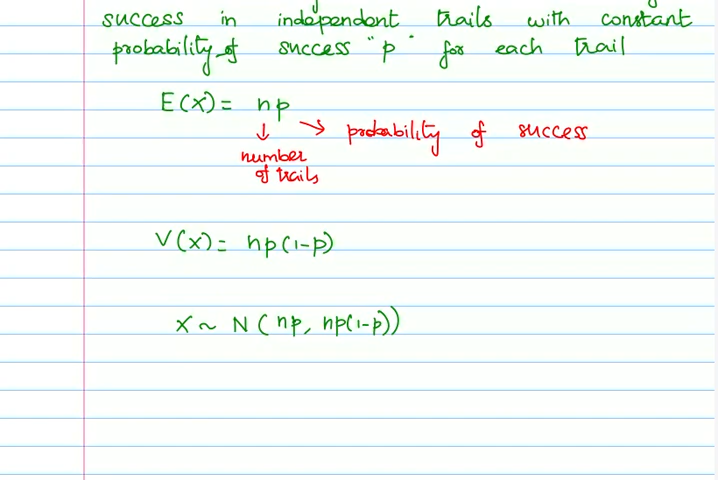 success in independent trails with constant
probability of success "p" for each trail
E(X) = np
probability of success
number
of trails
V(X) = np(1-p)
X ~ N(np, np(1-p))